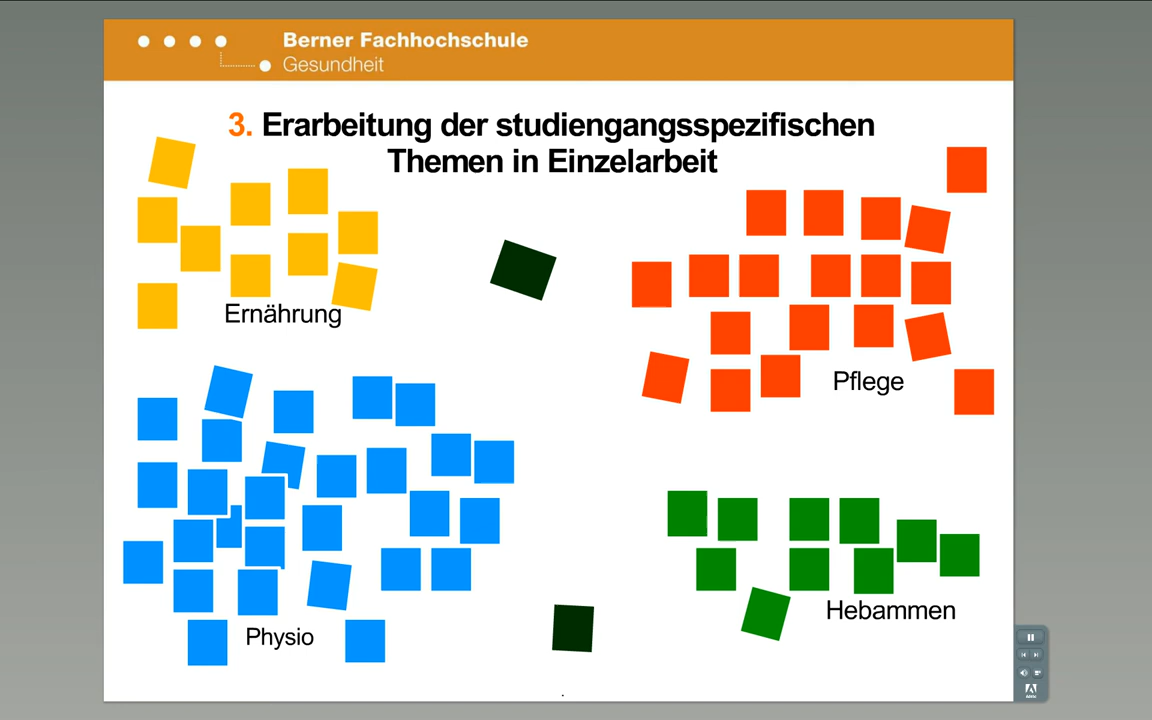 Berner Fachhochschule
Gesundheit
3. Erarbeitung der studiengangsspezifischen
Themen in Einzelarbeit
Ernährung
Pflege
Physio
Hebammen